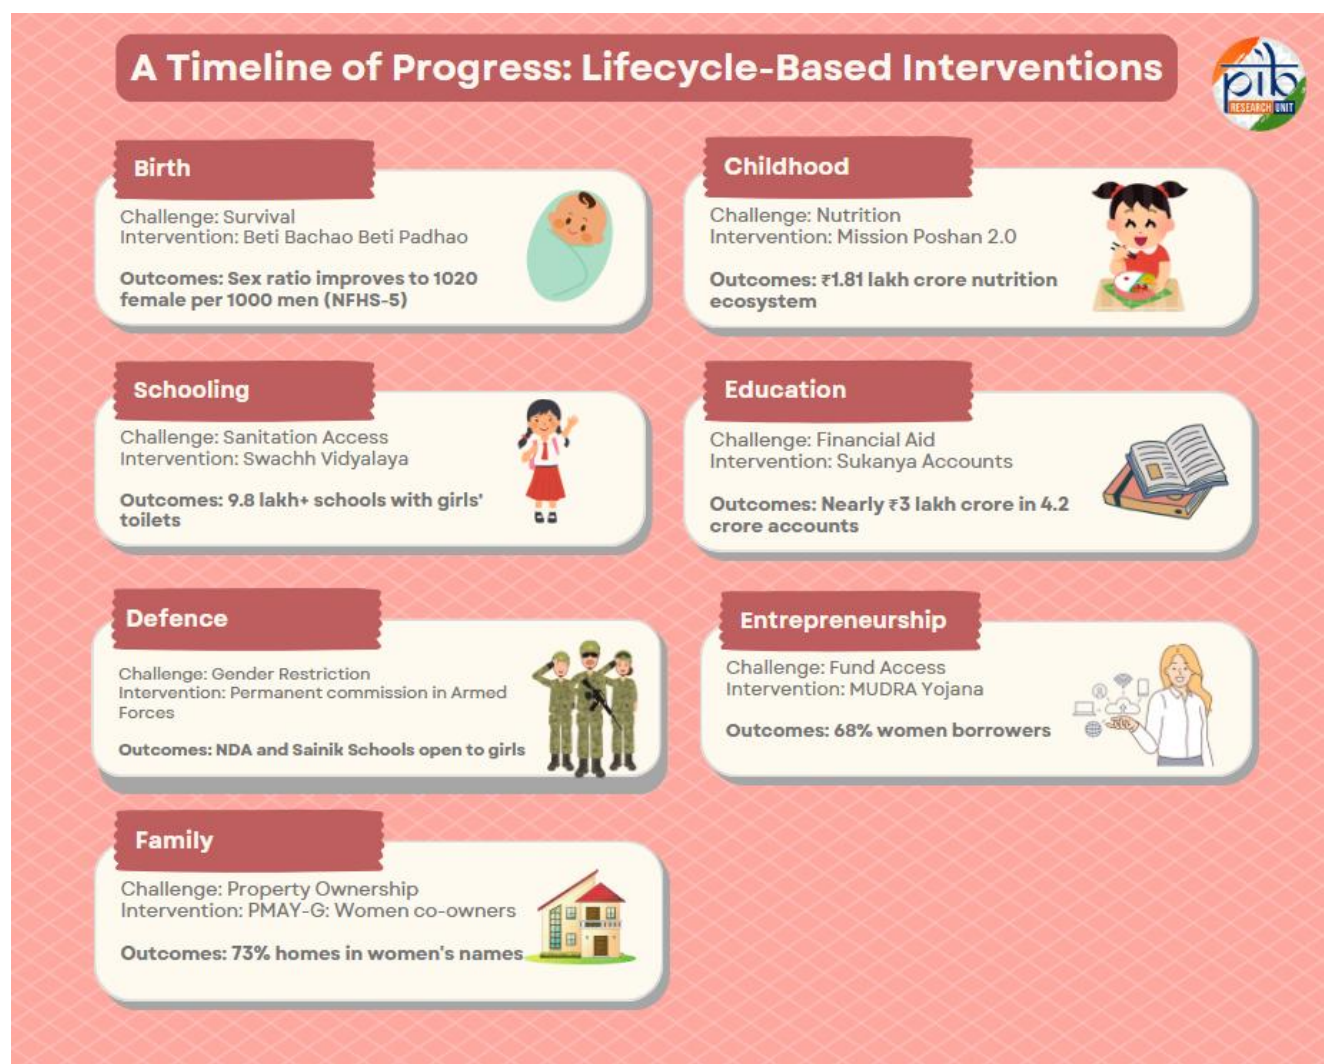 A Timeline of Progress: Lifecycle-Based Interventions
pib
RESEARCH UNIT
Birth
Challenge: Survival
Intervention: Beti Bachao Beti Padhao
Outcomes: Sex ratio improves to 1020
female per 1000 men (NFHS-5)
Childhood
Challenge: Nutrition
Intervention: Mission Poshan 2.0
Outcomes: ₹1.81 lakh crore nutrition
ecosystem
Schooling
Challenge: Sanitation Access
Intervention: Swachh Vidyalaya
Outcomes: 9.8 lakh+ schools with girls'
toilets
Education
Challenge: Financial Aid
Intervention: Sukanya Accounts
Outcomes: Nearly ₹3 lakh crore in 4.2
crore accounts
Defence
Challenge: Gender Restriction
Intervention: Permanent commission in Armed
Forces
Outcomes: NDA and Sainik Schools open to girls
Entrepreneurship
Challenge: Fund Access
Intervention: MUDRA Yojana
Outcomes: 68% women borrowers
Family
Challenge: Property Ownership
Intervention: PMAY-G: Women co-owners
Outcomes: 73% homes in women's names